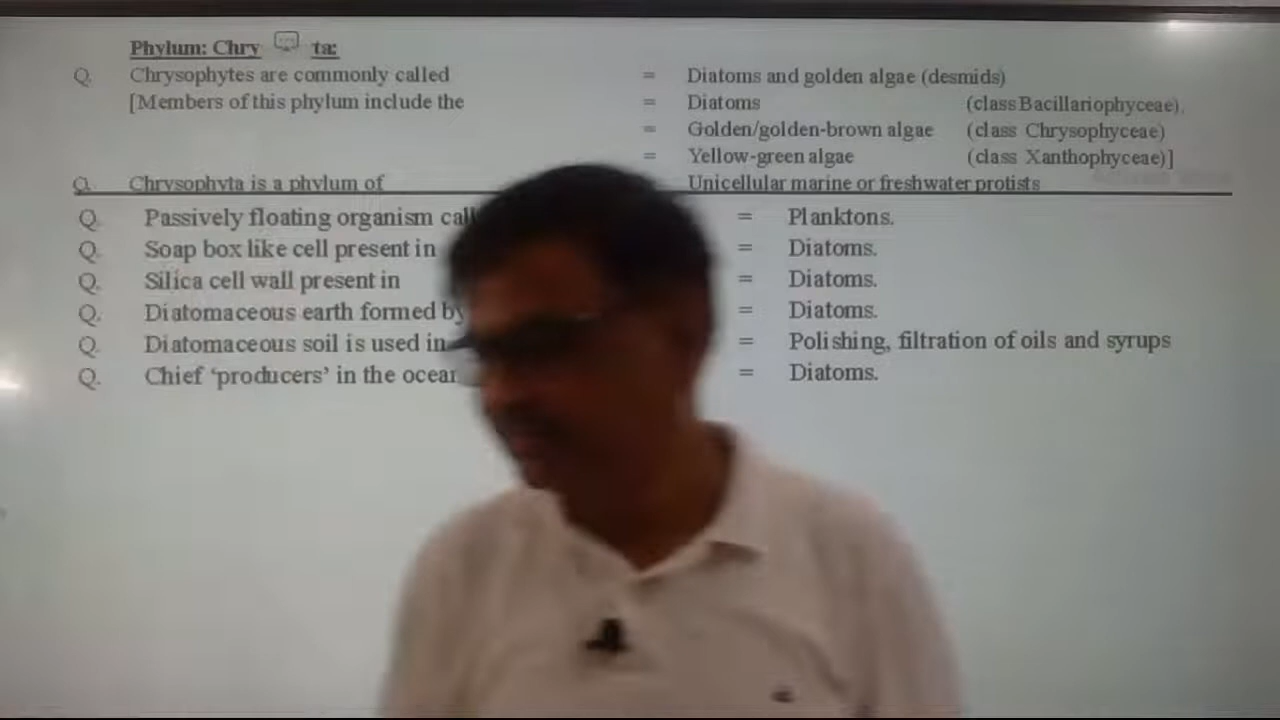 Phylum: Chry ta:
Q. Chrysophytes are commonly called = Diatoms and golden algae (desmids)
[Members of this phylum include the = Diatoms (class Bacillariophyceae),
= Golden/golden-brown algae (class Chrysophyceae)
= Yellow-green algae (class Xanthophyceae)]
Q. Chrysophyta is a phylum of Unicellular marine or freshwater protists
Q. Passively floating organism = Planktons.
Q. Soap box like cell present in = Diatoms.
Q. Silica cell wall present in = Diatoms.
Q. Diatomaceous earth formed by = Diatoms.
Q. Diatomaceous soil is used in = Polishing, filtration of oils and syrups
Q. Chief ‘producers’ in the = Diatoms.